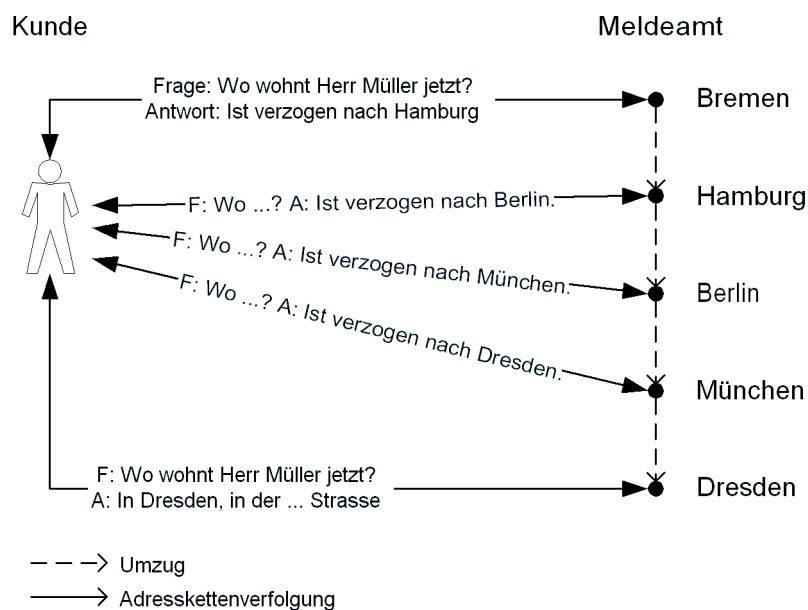 Kunde
Meldeamt
Frage: Wo wohnt Herr Müller jetzt?
Antwort: Ist verzogen nach Hamburg
Bremen
F: Wo ...? A: Ist verzogen nach Berlin.
Hamburg
F: Wo ...? A: Ist verzogen nach München.
Berlin
F: Wo ...? A: Ist verzogen nach Dresden.
München
F: Wo wohnt Herr Müller jetzt?
A: In Dresden, in der ... Strasse
Dresden
Umzug
Adresskettenverfolgung